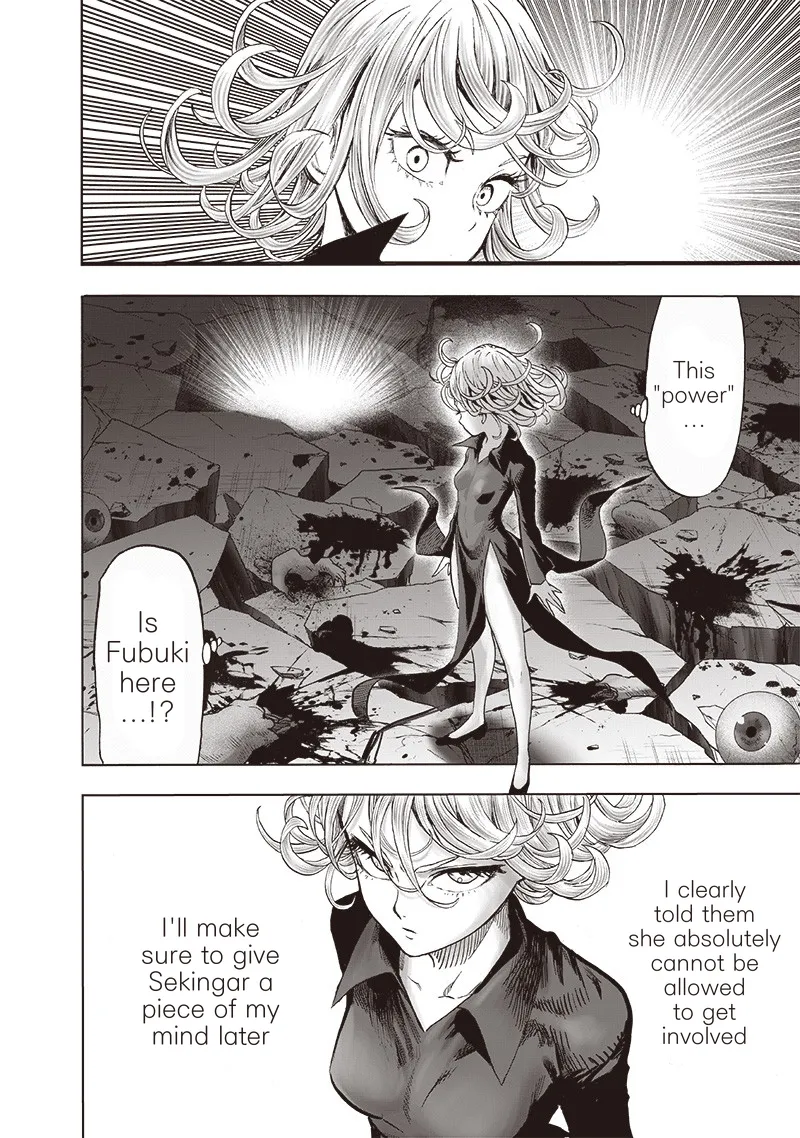 This
"power"
...
Is
Fubuki
here
...!?
I clearly
told them
she absolutely
cannot be
allowed
to get
involved
I'll make
sure to give
Sekingar a
piece of my
mind later